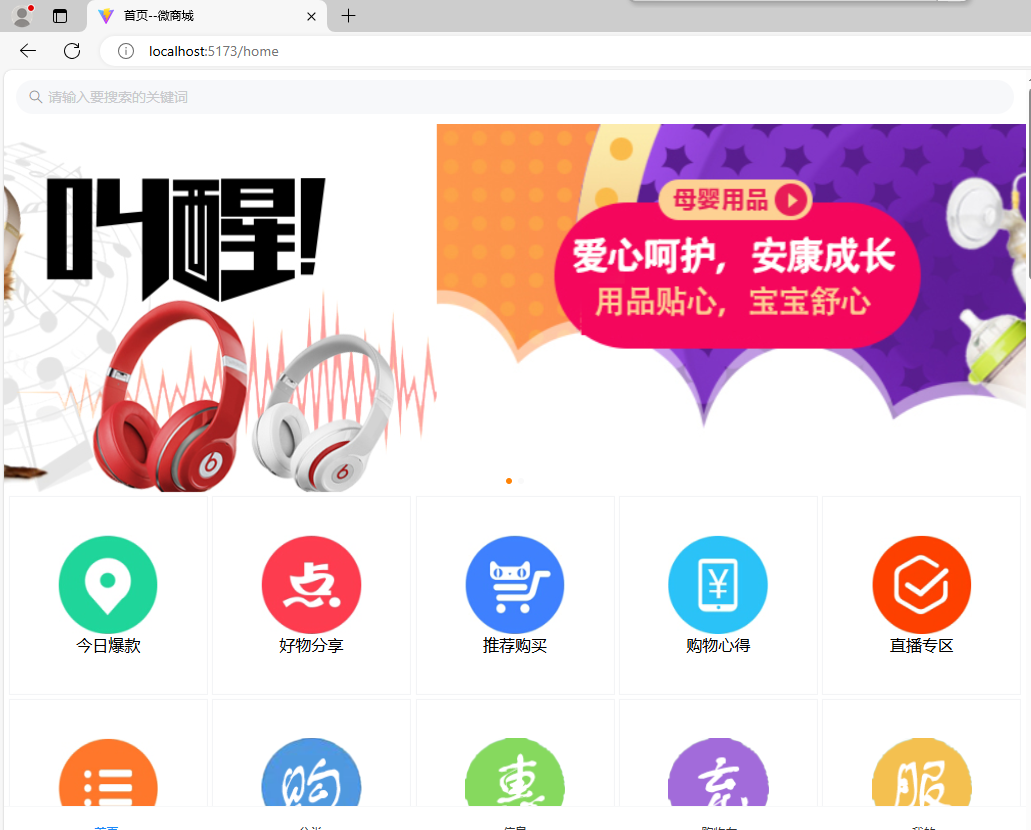 首页--微商城
localhost:5173/home
请输入要搜索的关键词
叫醒!
母婴用品
爱心呵护，安康成长
用品贴心，宝宝舒心
点
¥
今日爆款
好物分享
推荐购买
购物心得
直播专区
购
惠
服
首页